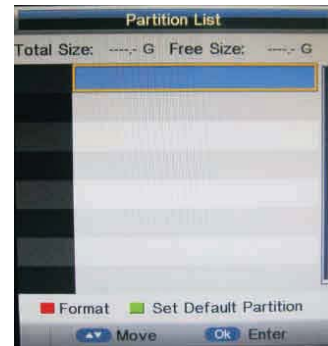 Partition List
Total Size: ----.- G Free Size: ----.- G
Format Set Default Partition
Move Ok Enter